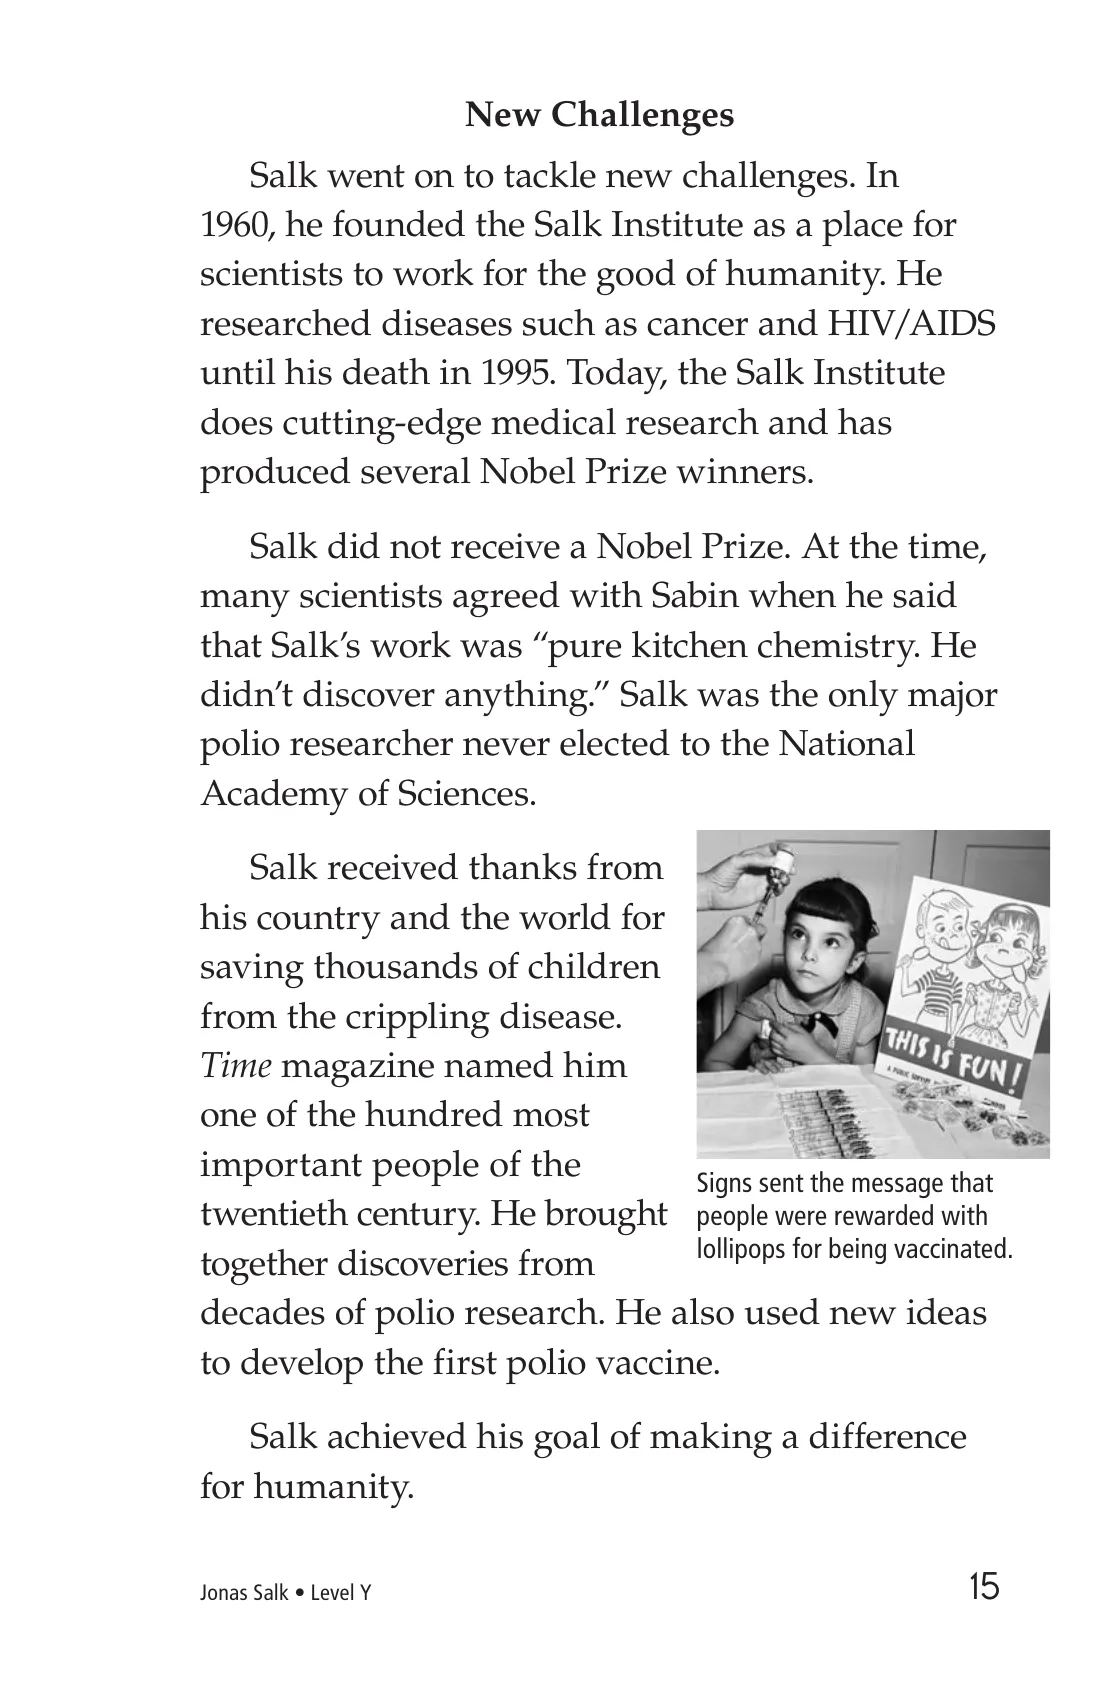 New Challenges
Salk went on to tackle new challenges. In
1960, he founded the Salk Institute as a place for
scientists to work for the good of humanity. He
researched diseases such as cancer and HIV/AIDS
until his death in 1995. Today, the Salk Institute
does cutting-edge medical research and has
produced several Nobel Prize winners.
Salk did not receive a Nobel Prize. At the time,
many scientists agreed with Sabin when he said
that Salk’s work was “pure kitchen chemistry. He
didn’t discover anything.” Salk was the only major
polio researcher never elected to the National
Academy of Sciences.
Salk received thanks from
his country and the world for
saving thousands of children
from the crippling disease.
Time magazine named him
one of the hundred most
important people of the
twentieth century. He brought
together discoveries from
decades of polio research. He also used new ideas
to develop the first polio vaccine.
THIS IS FUN!
A PUBLIC
Signs sent the message that
people were rewarded with
lollipops for being vaccinated.
Salk achieved his goal of making a difference
for humanity.
Jonas Salk • Level Y
15